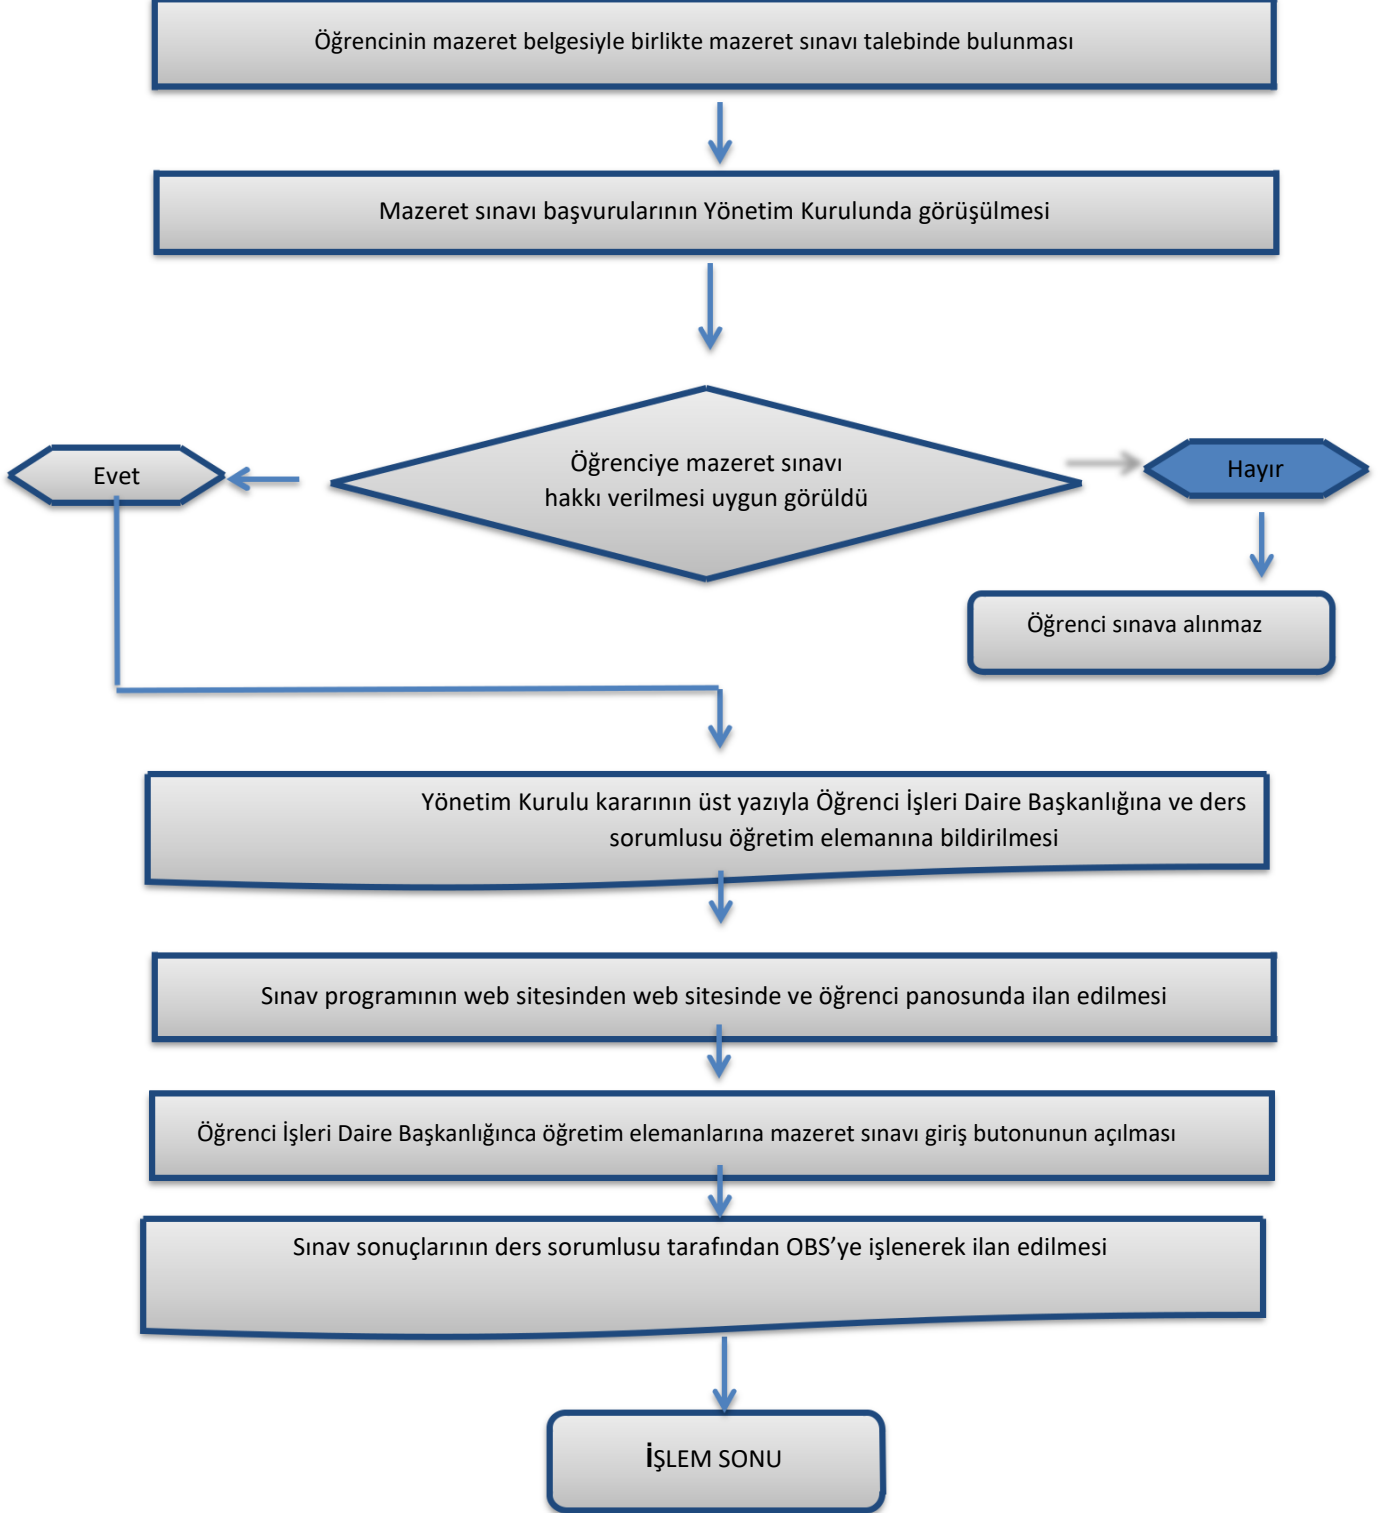 Öğrencinin mazeret belgesiyle birlikte mazeret sınavı talebinde bulunması
Mazeret sınavı başvurularının Yönetim Kurulunda görüşülmesi
Öğrenciye mazeret sınavı
hakkı verilmesi uygun görüldü
Evet
Hayır
Öğrenci sınava alınmaz
Yönetim Kurulu kararının üst yazıyla Öğrenci İşleri Daire Başkanlığına ve ders
sorumlusu öğretim elemanına bildirilmesi
Sınav programının web sitesinden web sitesinde ve öğrenci panosunda ilan edilmesi
Öğrenci İşleri Daire Başkanlığınca öğretim elemanlarına mazeret sınavı giriş butonunun açılması
Sınav sonuçlarının ders sorumlusu tarafından OBS’ye işlenerek ilan edilmesi
İŞLEM SONU